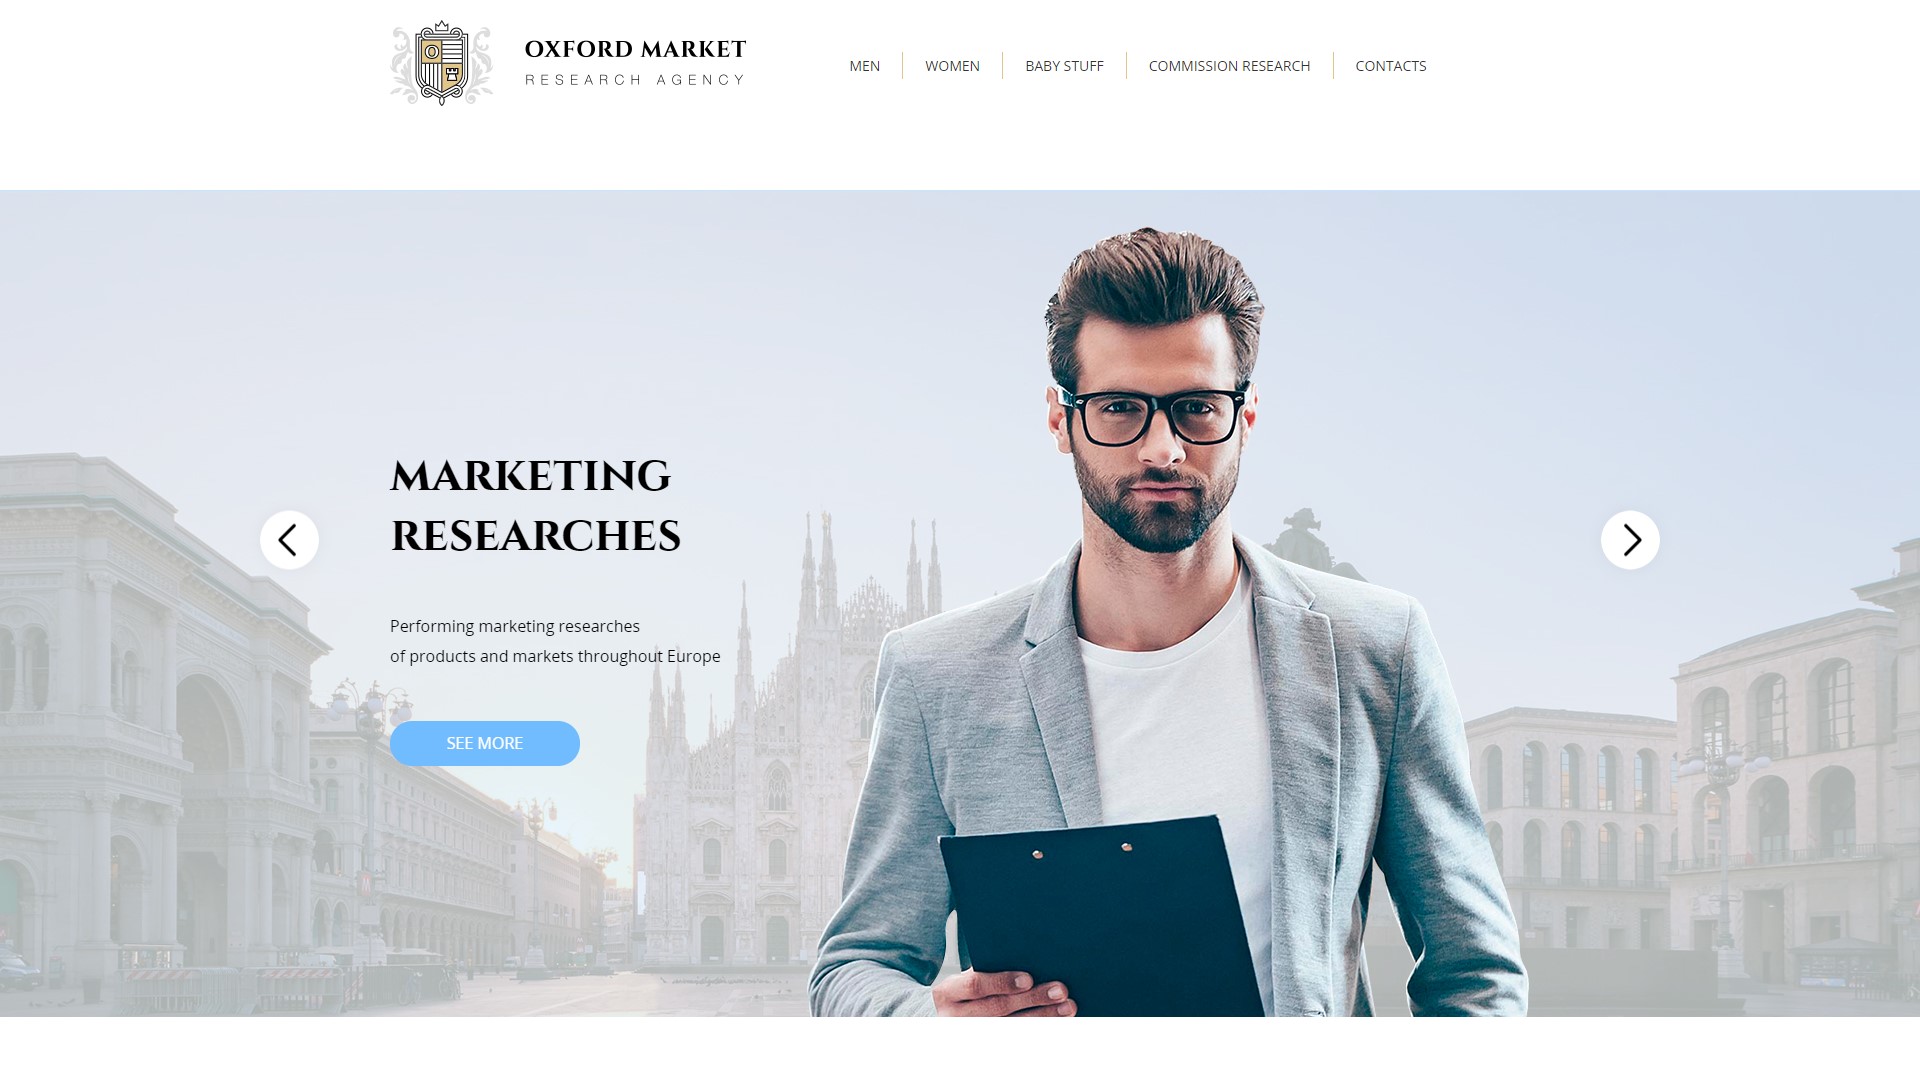 OXFORD MARKET
RESEARCH AGENCY
MEN
WOMEN
BABY STUFF
COMMISSION RESEARCH
CONTACTS
MARKETING
RESEARCHES
Performing marketing researches
of products and markets throughout Europe
SEE MORE